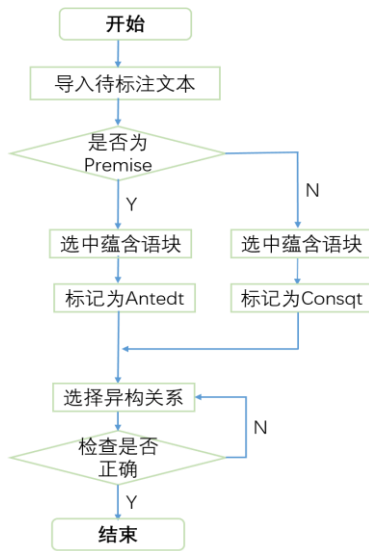 开始
导入待标注文本
是否为
Premise
Y
N
选中蕴含语块
选中蕴含语块
标记为Antedt
标记为Consqt
选择异构关系
N
检查是否
正确
Y
结束